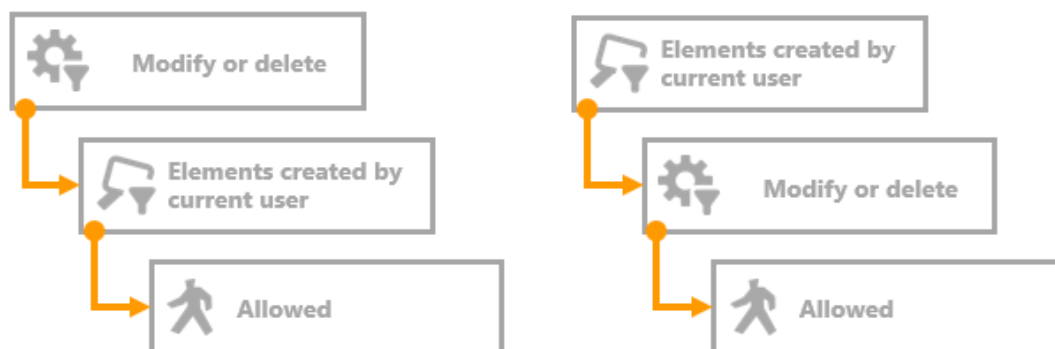 Modify or delete
Elements created by
current user
Allowed
Elements created by
current user
Modify or delete
Allowed